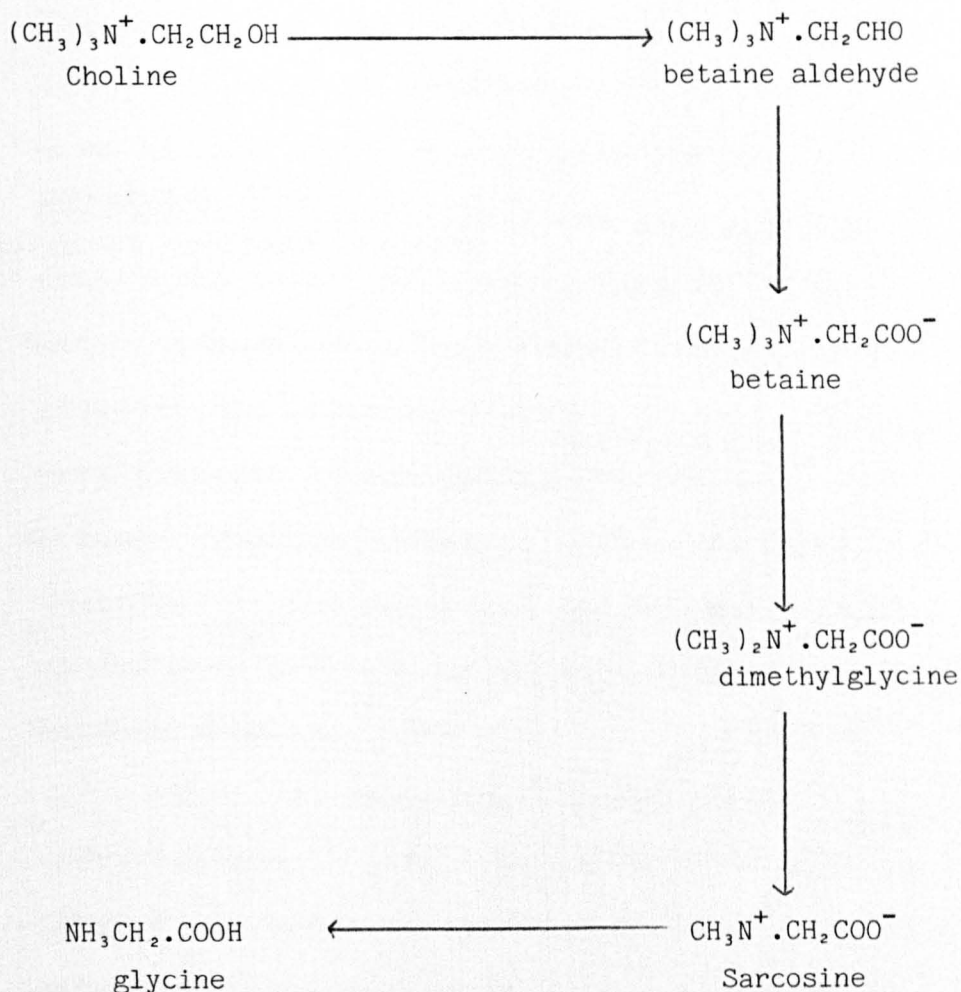 (CH₃)₃N⁺.CH₂CH₂OH
Choline
(CH₃)₃N⁺.CH₂CHO
betaine aldehyde
(CH₃)₃N⁺.CH₂COO⁻
betaine
(CH₃)₂N⁺.CH₂COO⁻
dimethylglycine
CH₃N⁺.CH₂COO⁻
Sarcosine
NH₃CH₂.COOH
glycine